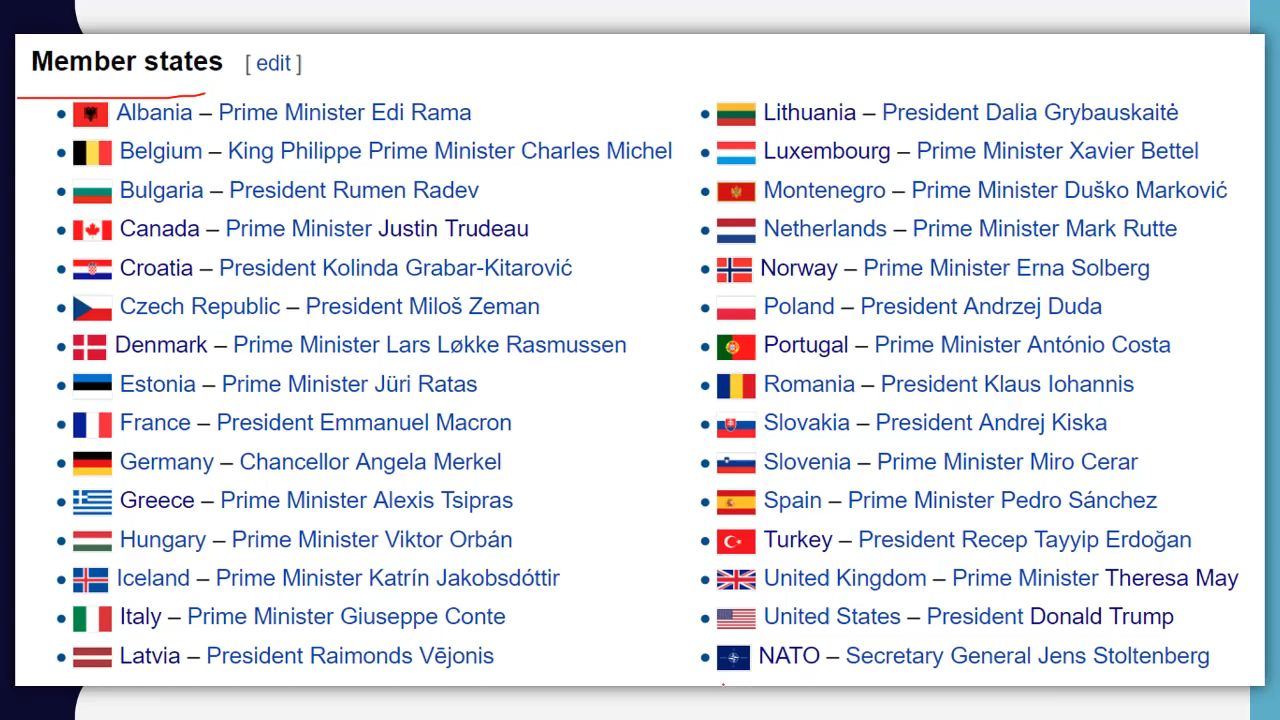 Member states [ edit ]
Albania – Prime Minister Edi Rama
Belgium – King Philippe Prime Minister Charles Michel
Bulgaria – President Rumen Radev
Canada – Prime Minister Justin Trudeau
Croatia – President Kolinda Grabar-Kitarović
Czech Republic – President Miloš Zeman
Denmark – Prime Minister Lars Løkke Rasmussen
Estonia – Prime Minister Jüri Ratas
France – President Emmanuel Macron
Germany – Chancellor Angela Merkel
Greece – Prime Minister Alexis Tsipras
Hungary – Prime Minister Viktor Orbán
Iceland – Prime Minister Katrín Jakobsdóttir
Italy – Prime Minister Giuseppe Conte
Latvia – President Raimonds Vējonis
Lithuania – President Dalia Grybauskaitė
Luxembourg – Prime Minister Xavier Bettel
Montenegro – Prime Minister Duško Marković
Netherlands – Prime Minister Mark Rutte
Norway – Prime Minister Erna Solberg
Poland – President Andrzej Duda
Portugal – Prime Minister António Costa
Romania – President Klaus Iohannis
Slovakia – President Andrej Kiska
Slovenia – Prime Minister Miro Cerar
Spain – Prime Minister Pedro Sánchez
Turkey – President Recep Tayyip Erdoğan
United Kingdom – Prime Minister Theresa May
United States – President Donald Trump
NATO – Secretary General Jens Stoltenberg